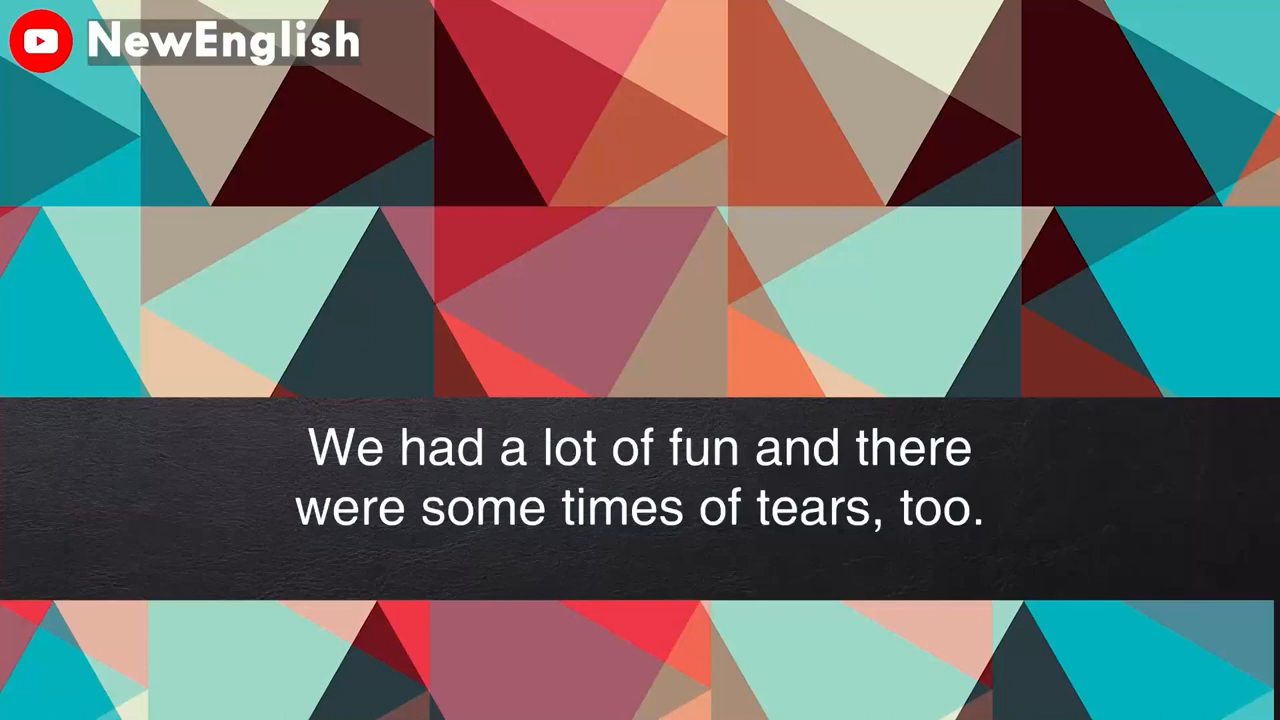 NewEnglish
We had a lot of fun and there
were some times of tears, too.